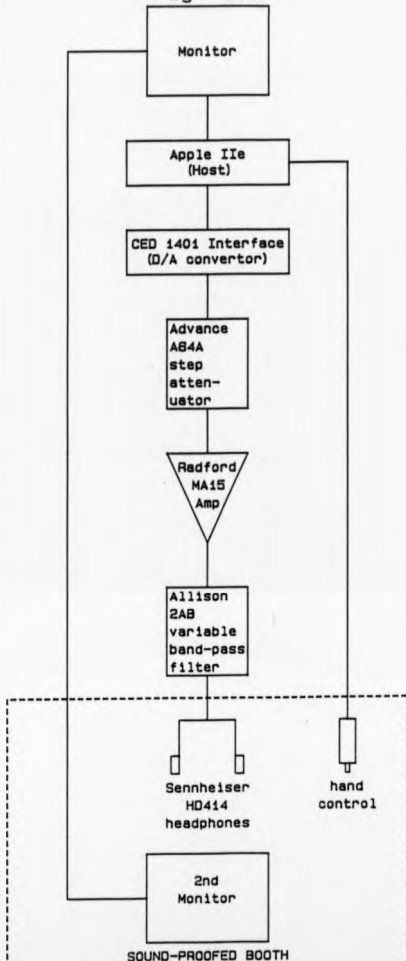 Monitor
Apple IIe
(Host)
CED 1401 Interface
(D/A convertor)
Advance
A64A
step
atten-
uator
Radford
MA15
Amp
Allison
2AB
variable
band-pass
filter
Sennheiser
HD414
headphones
hand
control
2nd
Monitor
SOUND-PROOFED BOOTH